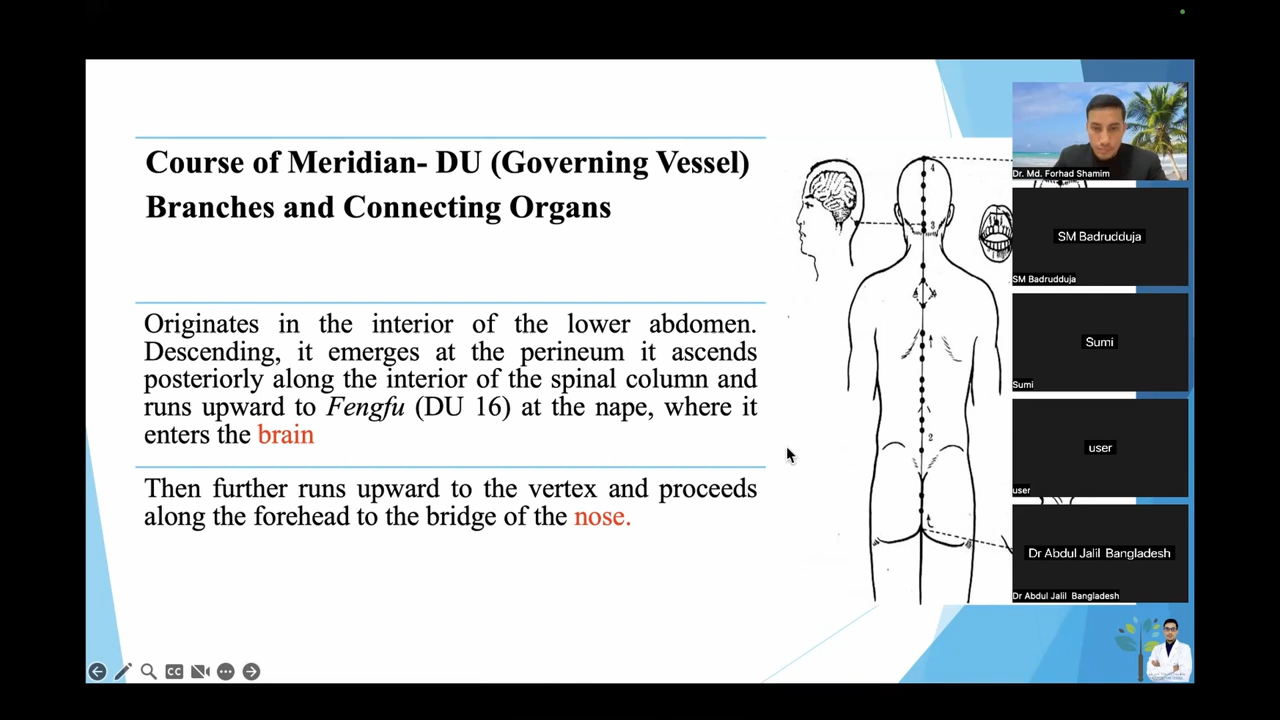 Course of Meridian- DU (Governing Vessel)
Branches and Connecting Organs
Originates in the interior of the lower abdomen.
Descending, it emerges at the perineum it ascends
posteriorly along the interior of the spinal column and
runs upward to Fengfu (DU 16) at the nape, where it
enters the brain
Then further runs upward to the vertex and proceeds
along the forehead to the bridge of the nose.
4
3
2
Dr. Md. Forhad Shamim
SM Badrudduja
SM Badrudduja
Sumi
Sumi
user
user
Dr Abdul Jalil Bangladesh
Dr Abdul Jalil Bangladesh
CC